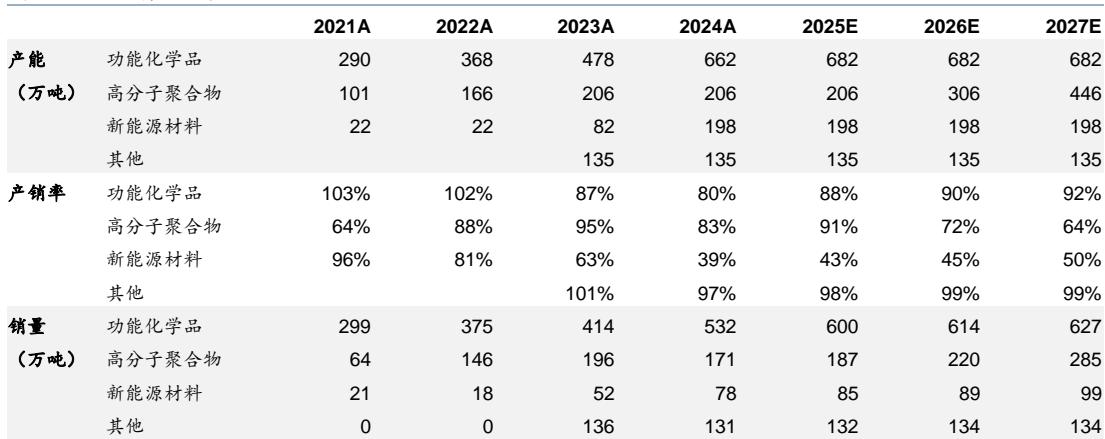 2021A 2022A 2023A 2024A 2025E 2026E 2027E
产能 功能化学品 290 368 478 662 682 682 682
（万吨） 高分子聚合物 101 166 206 206 206 306 446
新能源材料 22 22 82 198 198 198 198
其他 135 135 135 135 135
产销率 功能化学品 103% 102% 87% 80% 88% 90% 92%
高分子聚合物 64% 88% 95% 83% 91% 72% 64%
新能源材料 96% 81% 63% 39% 43% 45% 50%
其他 101% 97% 98% 99% 99%
销量 功能化学品 299 375 414 532 600 614 627
（万吨） 高分子聚合物 64 146 196 171 187 220 285
新能源材料 21 18 52 78 85 89 99
其他 0 0 136 131 132 134 134